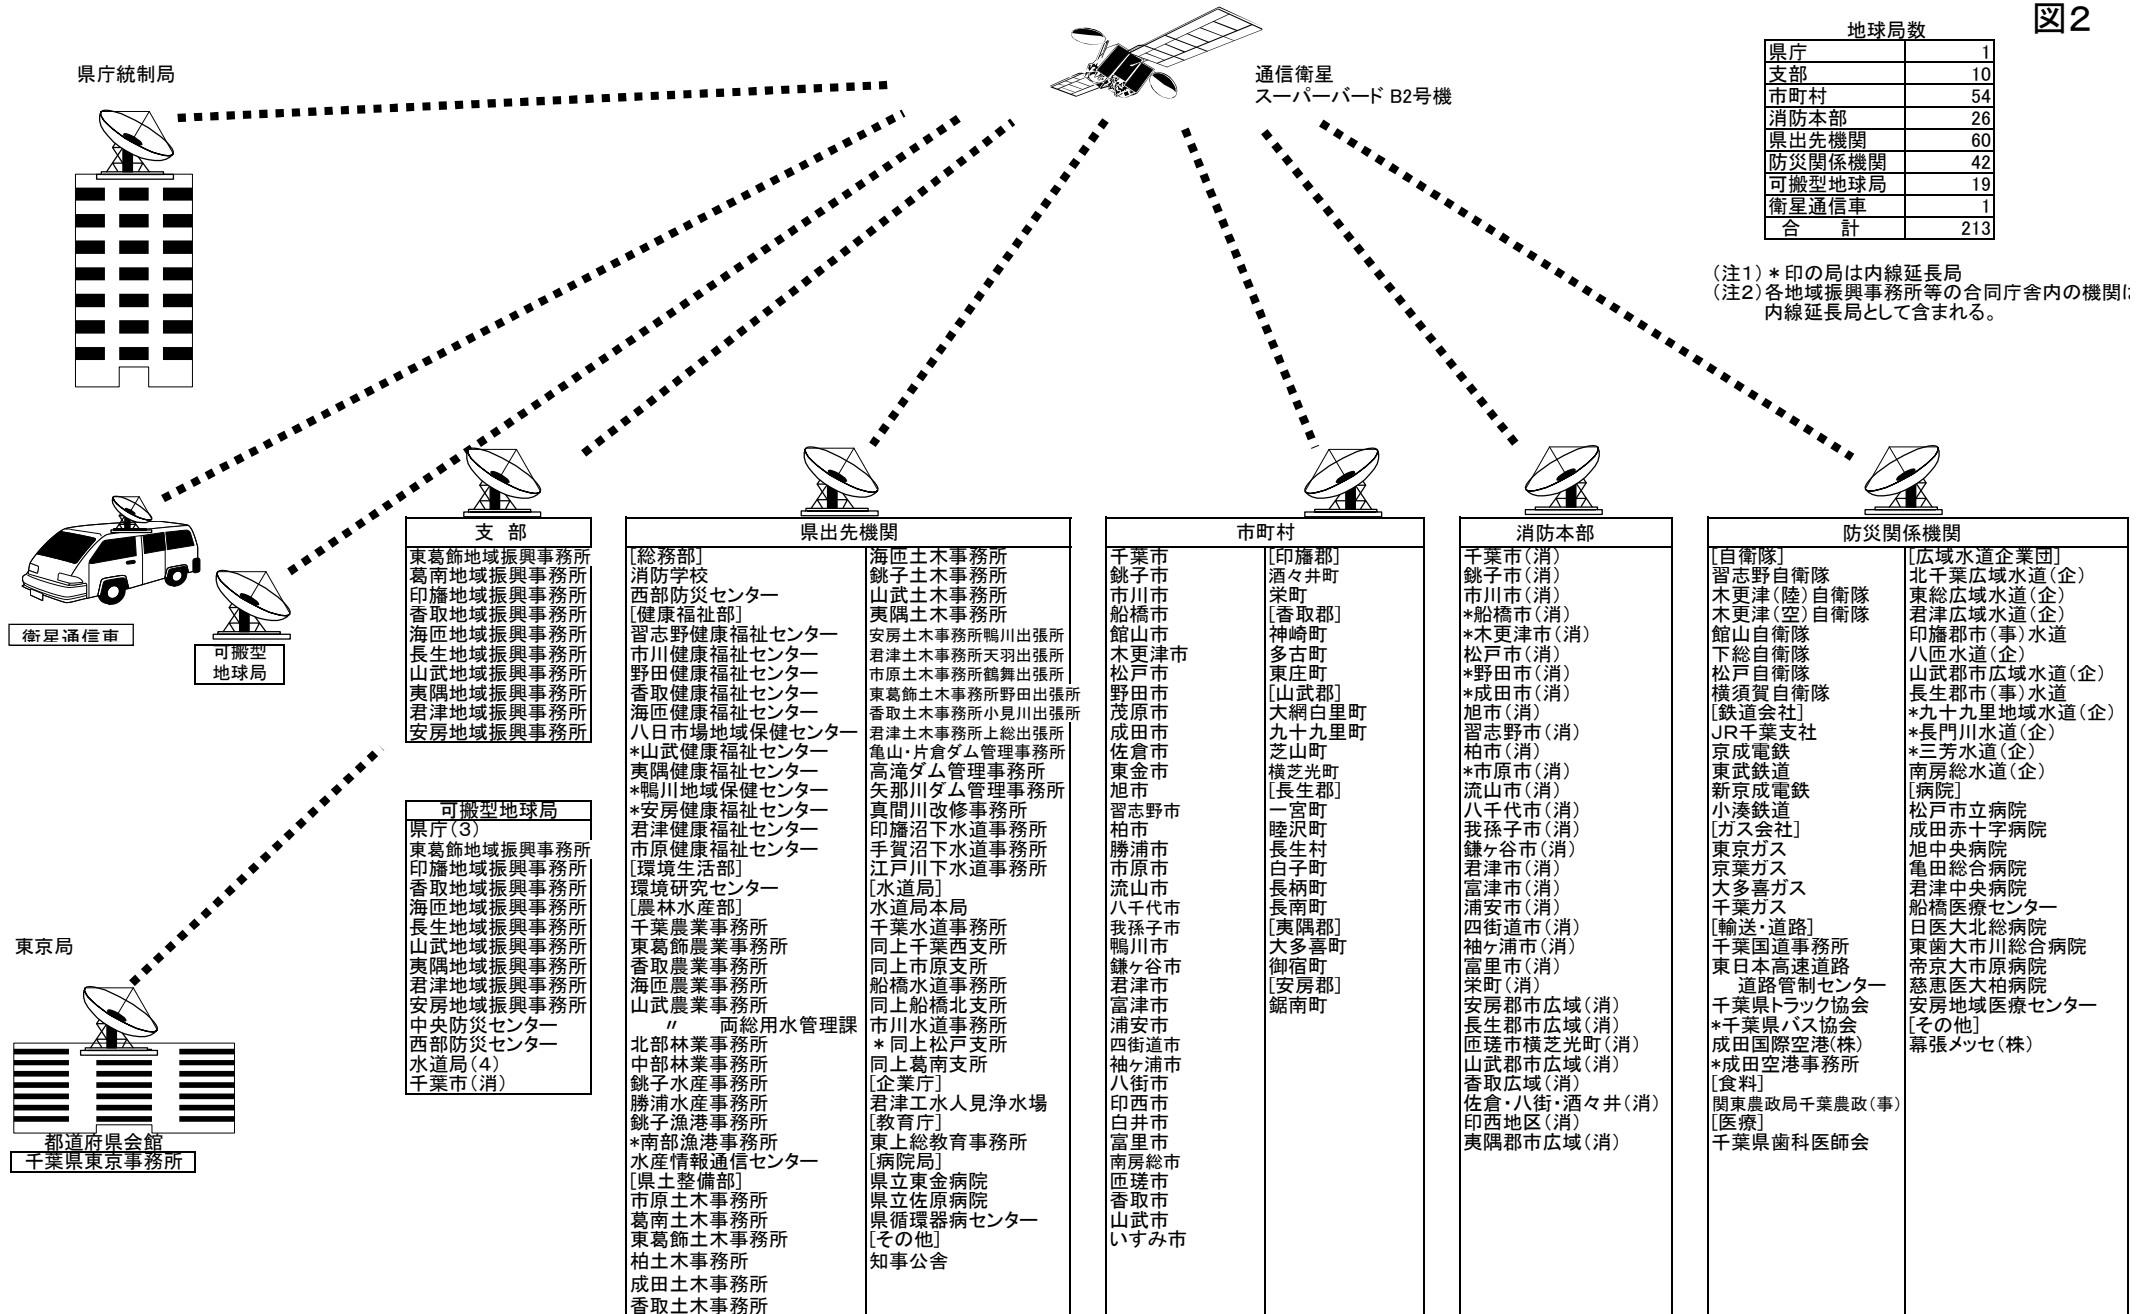 図2
地球局数
県庁 1
支部 10
市町村 54
消防本部 26
県出先機関 60
防災関係機関 42
可搬型地球局 19
衛星通信車 1
合 計 213
(注1)*印の局は内線延長局
(注2)各地域振興事務所等の合同庁舎内の機関は
内線延長局として含まれる。
県庁統制局
通信衛星
スーパーバード B2号機
衛星通信車
可搬型
地球局
東京局
都道府県会館
千葉県東京事務所
支 部
東葛飾地域振興事務所
葛南地域振興事務所
印旛地域振興事務所
香取地域振興事務所
海匝地域振興事務所
長生地域振興事務所
山武地域振興事務所
夷隅地域振興事務所
君津地域振興事務所
安房地域振興事務所
可搬型地球局
県庁(3)
東葛飾地域振興事務所
印旛地域振興事務所
香取地域振興事務所
海匝地域振興事務所
長生地域振興事務所
山武地域振興事務所
夷隅地域振興事務所
君津地域振興事務所
安房地域振興事務所
中央防災センター
西部防災センター
水道局(4)
千葉市(消)
県出先機関
[総務部]
消防学校
西部防災センター
[健康福祉部]
習志野健康福祉センター
市川健康福祉センター
野田健康福祉センター
香取健康福祉センター
海匝健康福祉センター
八日市場地域保健センター
*山武健康福祉センター
夷隅健康福祉センター
*鴨川地域保健センター
*安房健康福祉センター
君津健康福祉センター
市原健康福祉センター
[環境生活部]
環境研究センター
[農林水産部]
千葉農業事務所
東葛飾農業事務所
香取農業事務所
海匝農業事務所
山武農業事務所
〃 両総用水管理課
北部林業事務所
中部林業事務所
銚子水産事務所
勝浦水産事務所
銚子漁港事務所
*南部漁港事務所
水産情報通信センター
[県土整備部]
市原土木事務所
葛南土木事務所
東葛飾土木事務所
柏土木事務所
成田土木事務所
香取土木事務所
海匝土木事務所
銚子土木事務所
山武土木事務所
夷隅土木事務所
安房土木事務所鴨川出張所
君津土木事務所天羽出張所
市原土木事務所鶴舞出張所
東葛飾土木事務所野田出張所
香取土木事務所小見川出張所
君津土木事務所上総出張所
亀山・片倉ダム管理事務所
高滝ダム管理事務所
矢那川ダム管理事務所
真間川改修事務所
印旛沼下水道事務所
手賀沼下水道事務所
江戸川下水道事務所
[水道局]
水道局本局
千葉水道事務所
同上千葉西支所
同上市原支所
船橋水道事務所
同上船橋北支所
市川水道事務所
*同上松戸支所
同上葛南支所
[企業庁]
君津工水人見浄水場
[教育庁]
東上総教育事務所
[病院局]
県立東金病院
県立佐原病院
県循環器病センター
[その他]
知事公舎
市町村
千葉市
銚子市
市川市
船橋市
館山市
木更津市
松戸市
野田市
茂原市
成田市
佐倉市
東金市
旭市
習志野市
柏市
勝浦市
市原市
流山市
八千代市
我孫子市
鴨川市
鎌ヶ谷市
君津市
富津市
浦安市
四街道市
袖ヶ浦市
八街市
印西市
白井市
富里市
南房総市
匝瑳市
香取市
山武市
いすみ市
[印旛郡]
酒々井町
栄町
[香取郡]
神崎町
多古町
東庄町
[山武郡]
大網白里町
九十九里町
芝山町
横芝光町
[長生郡]
一宮町
睦沢町
長生村
白子町
長柄町
長南町
[夷隅郡]
大多喜町
御宿町
[安房郡]
鋸南町
消防本部
千葉市(消)
銚子市(消)
市川市(消)
*船橋市(消)
*木更津市(消)
松戸市(消)
*野田市(消)
*成田市(消)
旭市(消)
習志野市(消)
柏市(消)
*市原市(消)
流山市(消)
八千代市(消)
我孫子市(消)
鎌ヶ谷市(消)
君津市(消)
富津市(消)
浦安市(消)
四街道市(消)
袖ヶ浦市(消)
富里市(消)
栄町(消)
安房郡市広域(消)
長生郡市広域(消)
匝瑳市横芝光町(消)
山武郡市広域(消)
香取広域(消)
佐倉・八街・酒々井(消)
印西地区(消)
夷隅郡市広域(消)
防災関係機関
[自衛隊]
習志野自衛隊
木更津(陸)自衛隊
木更津(空)自衛隊
館山自衛隊
下総自衛隊
松戸自衛隊
横須賀自衛隊
[鉄道会社]
JR千葉支社
京成電鉄
東武鉄道
新京成電鉄
小湊鉄道
[ガス会社]
東京ガス
京葉ガス
大多喜ガス
千葉ガス
[輸送・道路]
千葉国道事務所
東日本高速道路
道路管制センター
千葉県トラック協会
*千葉県バス協会
成田国際空港(株)
*成田空港事務所
[食料]
関東農政局千葉農政(事)
[医療]
千葉県歯科医師会
[広域水道企業団]
北千葉広域水道(企)
東総広域水道(企)
君津広域水道(企)
印旛郡市(事)水道
八匝水道(企)
山武郡市広域水道(企)
長生郡市(事)水道
*九十九里地域水道(企)
*長門川水道(企)
*三芳水道(企)
南房総水道(企)
[病院]
松戸市立病院
成田赤十字病院
旭中央病院
亀田総合病院
君津中央病院
船橋医療センター
日医大北総病院
東歯大市川総合病院
帝京大市原病院
慈恵医大柏病院
安房地域医療センター
[その他]
幕張メッセ(株)